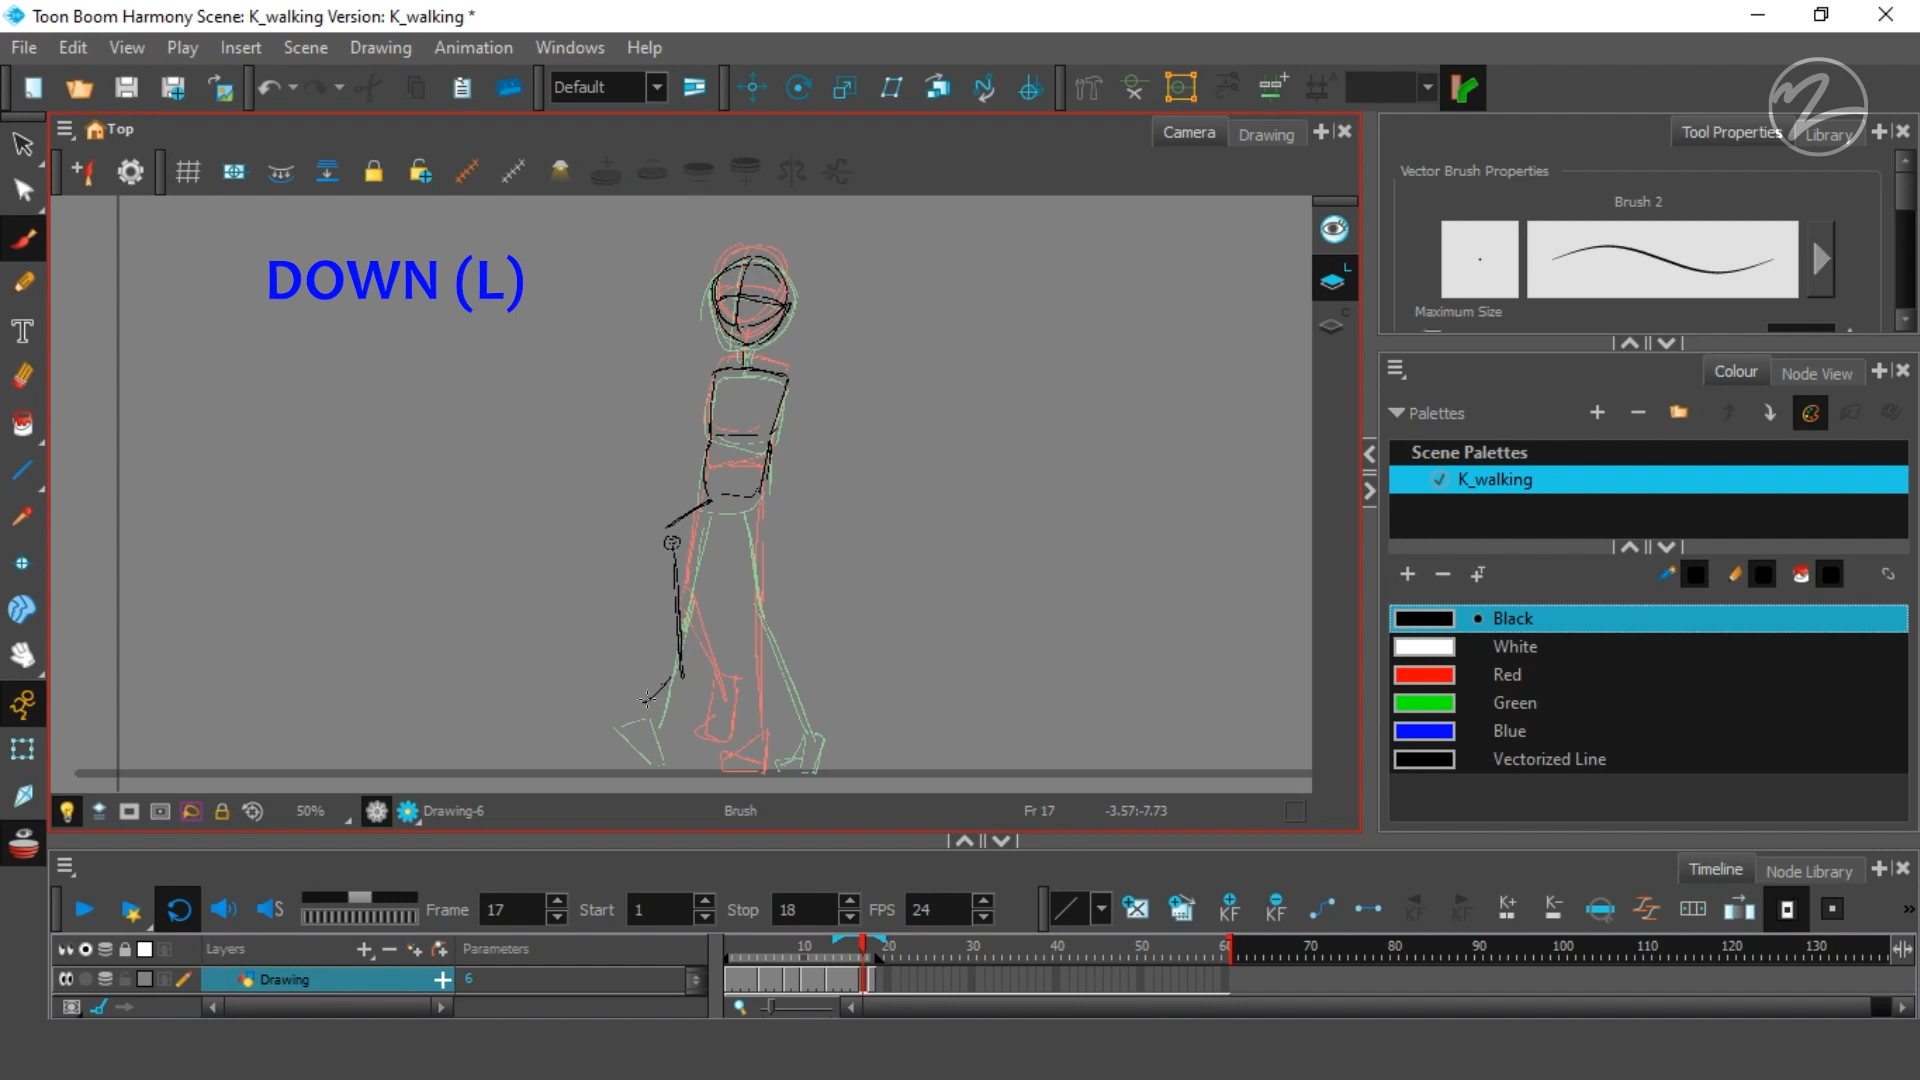 Toon Boom Harmony Scene: K_walking Version: K_walking *
File Edit View Play Insert Scene Drawing Animation Windows Help
Default
Top
Camera
Drawing
Tool Properties
Library
Vector Brush Properties
Brush 2
Maximum Size
DOWN (L)
L
C
Colour
Node View
Palettes
Scene Palettes
K_walking
Black
White
Red
Green
Blue
Vectorized Line
50%
Drawing-6
Brush
Fr 17
-3.57:-7.73
Timeline
Node Library
S
Frame 17 Start 1 Stop 18 FPS 24
KF KF KF KF K+ K-
Layers
Parameters
10 20 30 40 50 60 70 80 90 100 110 120 130
Drawing
6